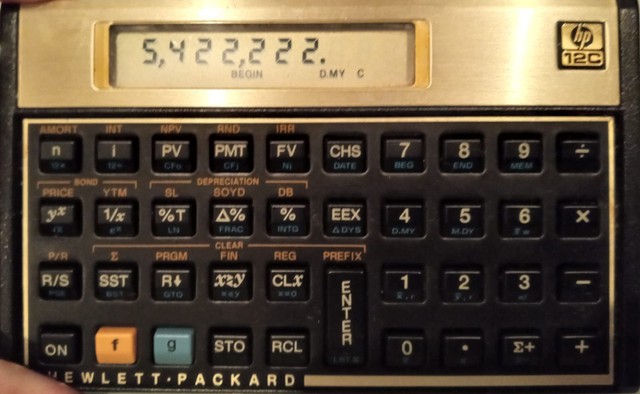 5,422,222.
BEGIN D.MY C
hp
12C
AMORT INT NPV RND IRR
n i PV PMT FV CHS 7 8 9 ÷
12× 12÷ CFo CFj Nj DATE BEG END MEM
BOND DEPRECIATION
PRICE YTM SL SOYD DB
yˣ 1/x %T Δ% % EEX 4 5 6 ×
√x eˣ LN FRAC INTG ΔDYS D.MY M.DY x̄w
CLEAR
P/R Σ PRGM FIN REG PREFIX
R/S SST R↓ x≷y CLx ENTER 1 2 3 −
PSE BST GTO x≤y x=0 x̂,r ŷ,r n!
ON f g STO RCL 0 . Σ+ +
LSTx
HEWLETT·PACKARD